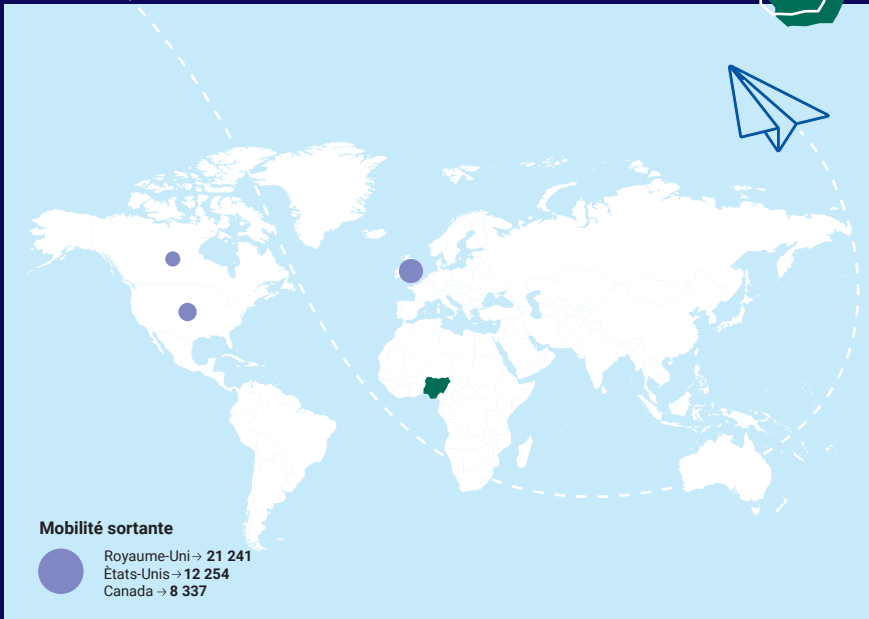 Mobilité sortante
Royaume-Uni → 21 241
Ètats-Unis → 12 254
Canada → 8 337